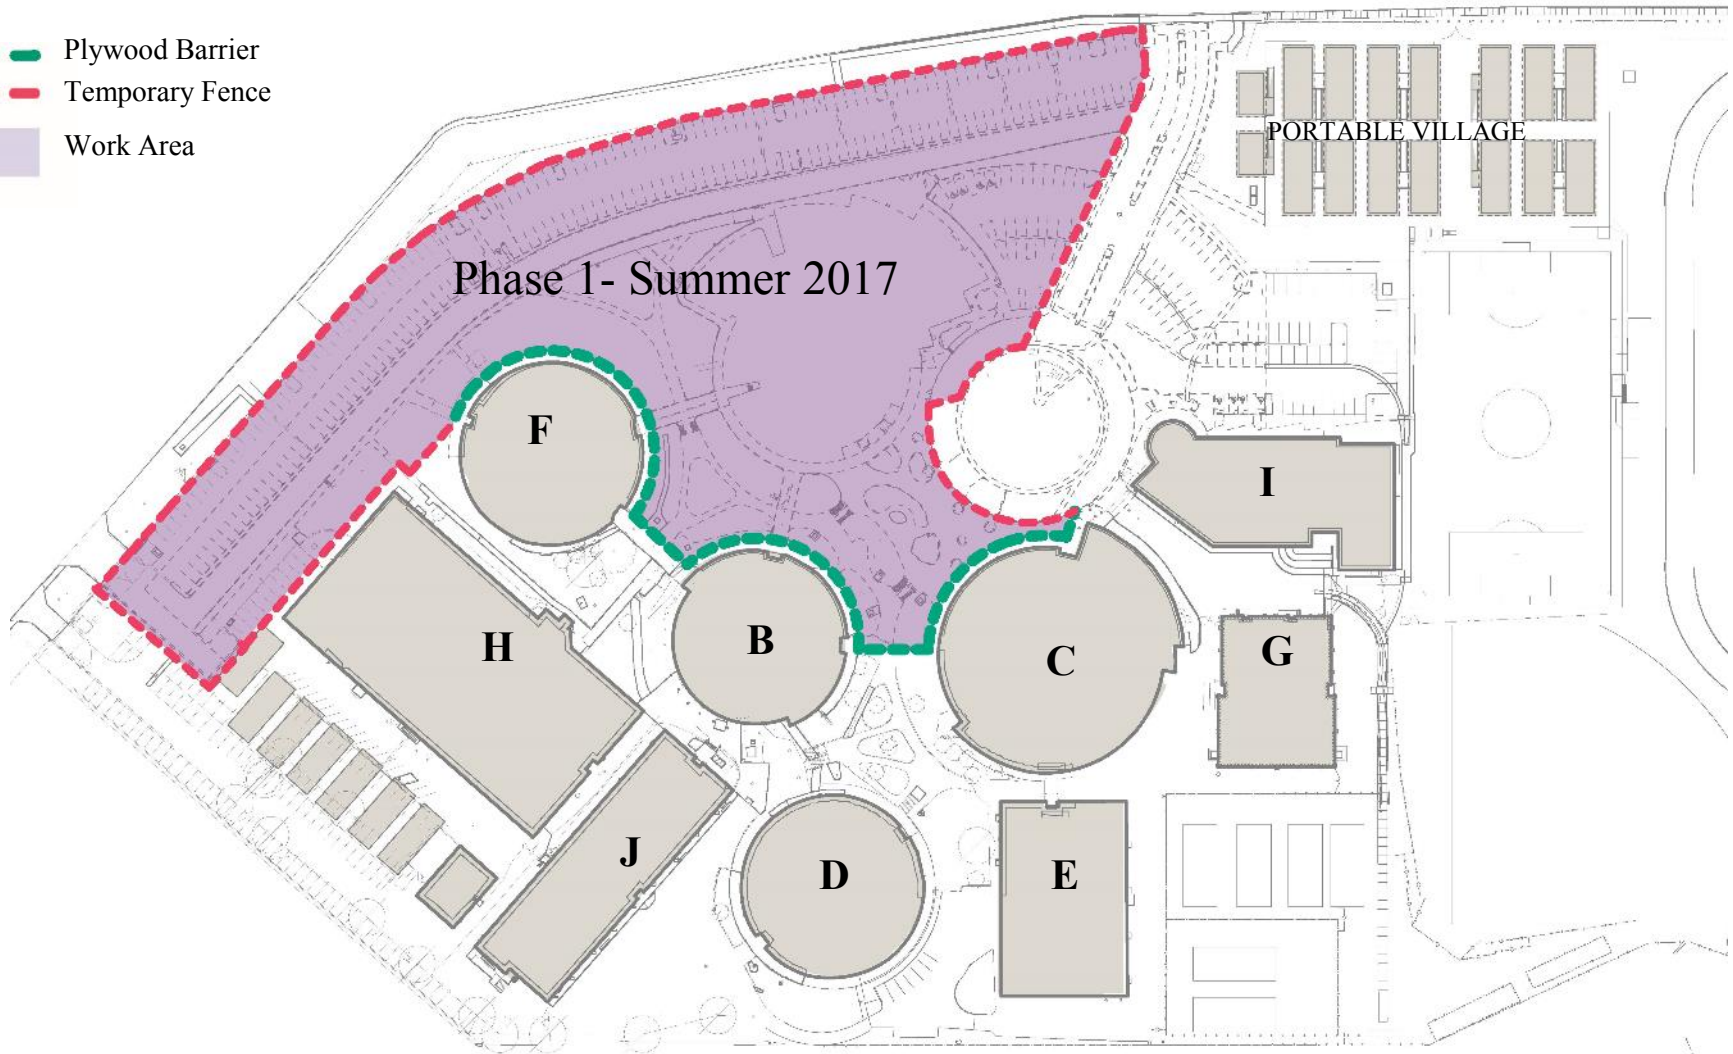 Plywood Barrier
Temporary Fence
Work Area
PORTABLE VILLAGE
Phase 1- Summer 2017
F
I
H
B
C
G
J
D
E